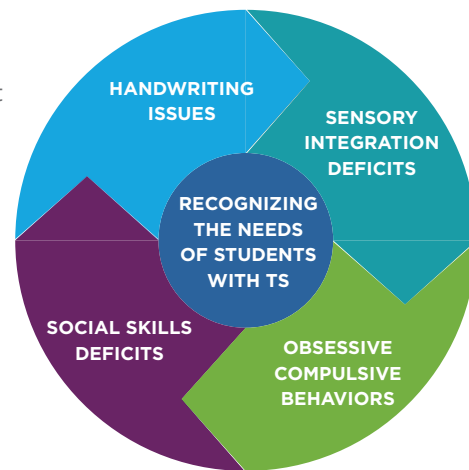 HANDWRITING
ISSUES
SENSORY
INTEGRATION
DEFICITS
RECOGNIZING
THE NEEDS
OF STUDENTS
WITH TS
SOCIAL SKILLS
DEFICITS
OBSESSIVE
COMPULSIVE
BEHAVIORS